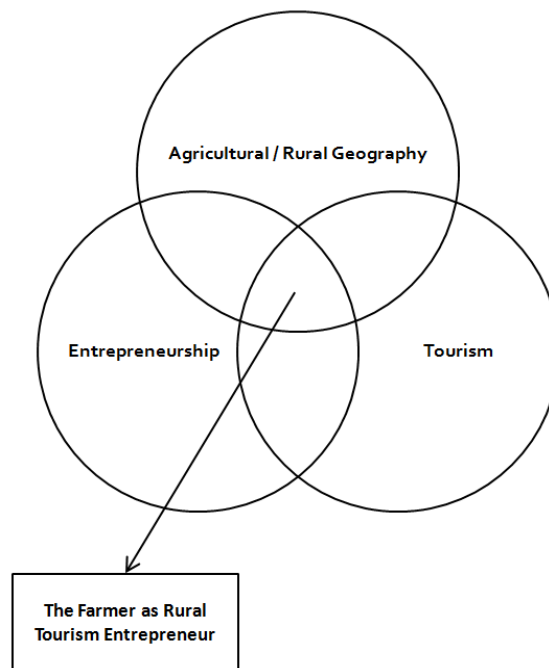 Agricultural / Rural Geography
Entrepreneurship
Tourism
The Farmer as Rural
Tourism Entrepreneur